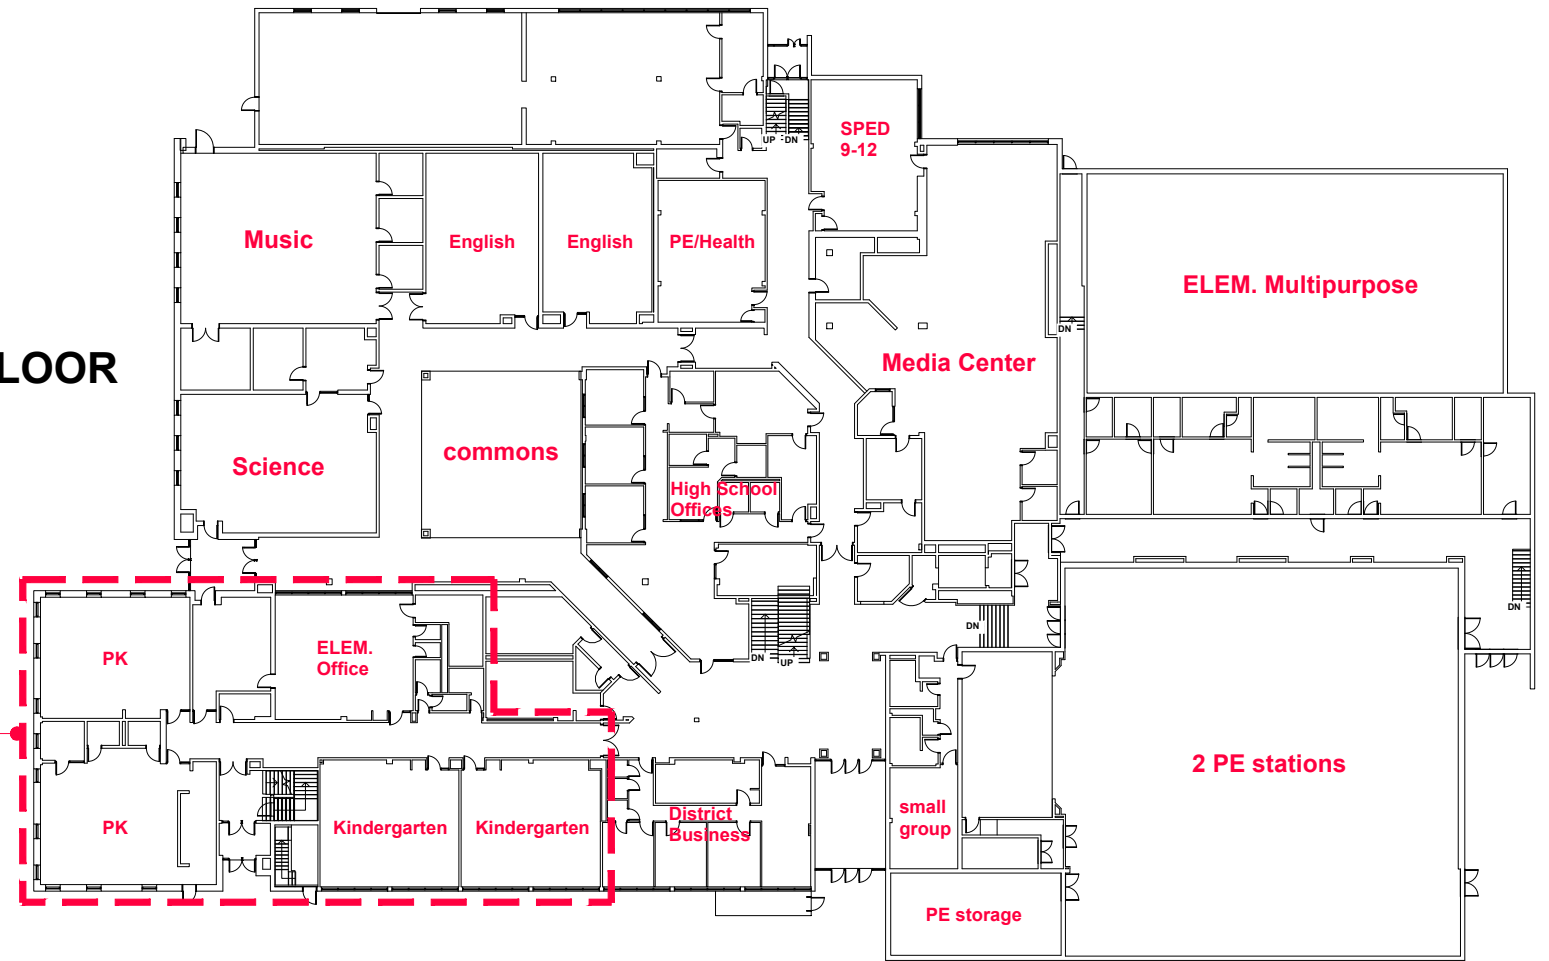 SPED
9-12
UP
DN
Music
English
English
PE/Health
ELEM. Multipurpose
DN
LOOR
Media Center
commons
Science
High School
Offices
DN
DN
PK
ELEM.
Office
DN
UP
2 PE stations
PK
Kindergarten
Kindergarten
District
Business
small
group
PE storage